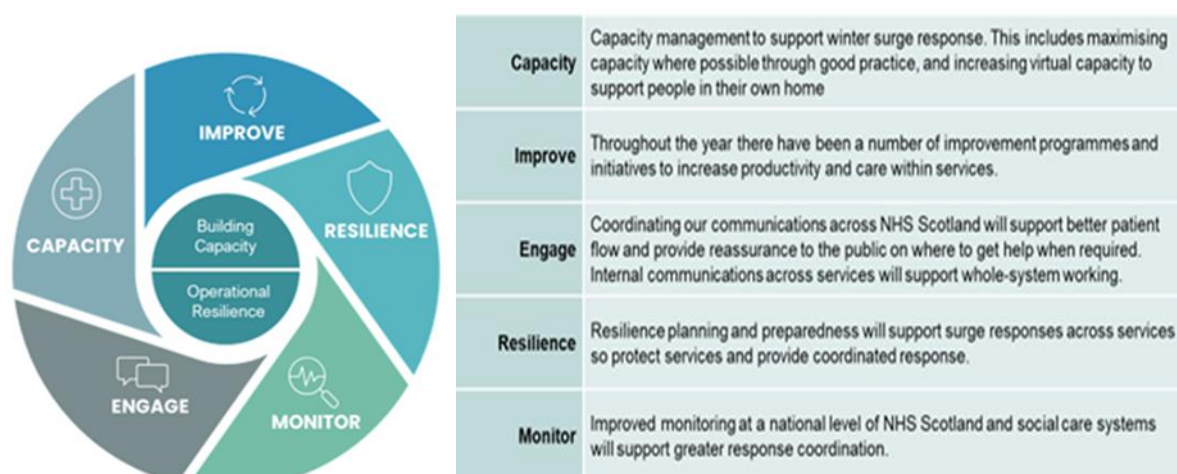 IMPROVE
RESILIENCE
CAPACITY
Building
Capacity
Operational
Resilience
ENGAGE
MONITOR
Capacity
Capacity management to support winter surge response. This includes maximising
capacity where possible through good practice, and increasing virtual capacity to
support people in their own home
Improve
Throughout the year there have been a number of improvement programmes and
initiatives to increase productivity and care within services.
Engage
Coordinating our communications across NHS Scotland will support better patient
flow and provide reassurance to the public on where to get help when required.
Internal communications across services will support whole-system working.
Resilience
Resilience planning and preparedness will support surge responses across services
so protect services and provide coordinated response.
Monitor
Improved monitoring at a national level of NHS Scotland and social care systems
will support greater response coordination.